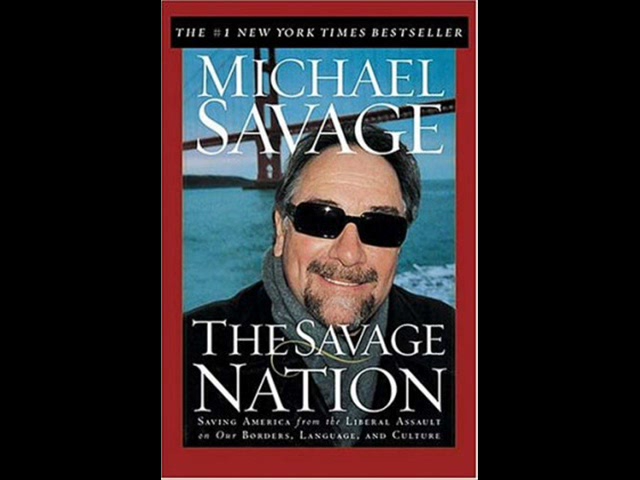 THE #1 NEW YORK TIMES BESTSELLER
MICHAEL
SAVAGE
THE SAVAGE
NATION
SAVING AMERICA from the LIBERAL ASSAULT
on OUR BORDERS, LANGUAGE, AND CULTURE